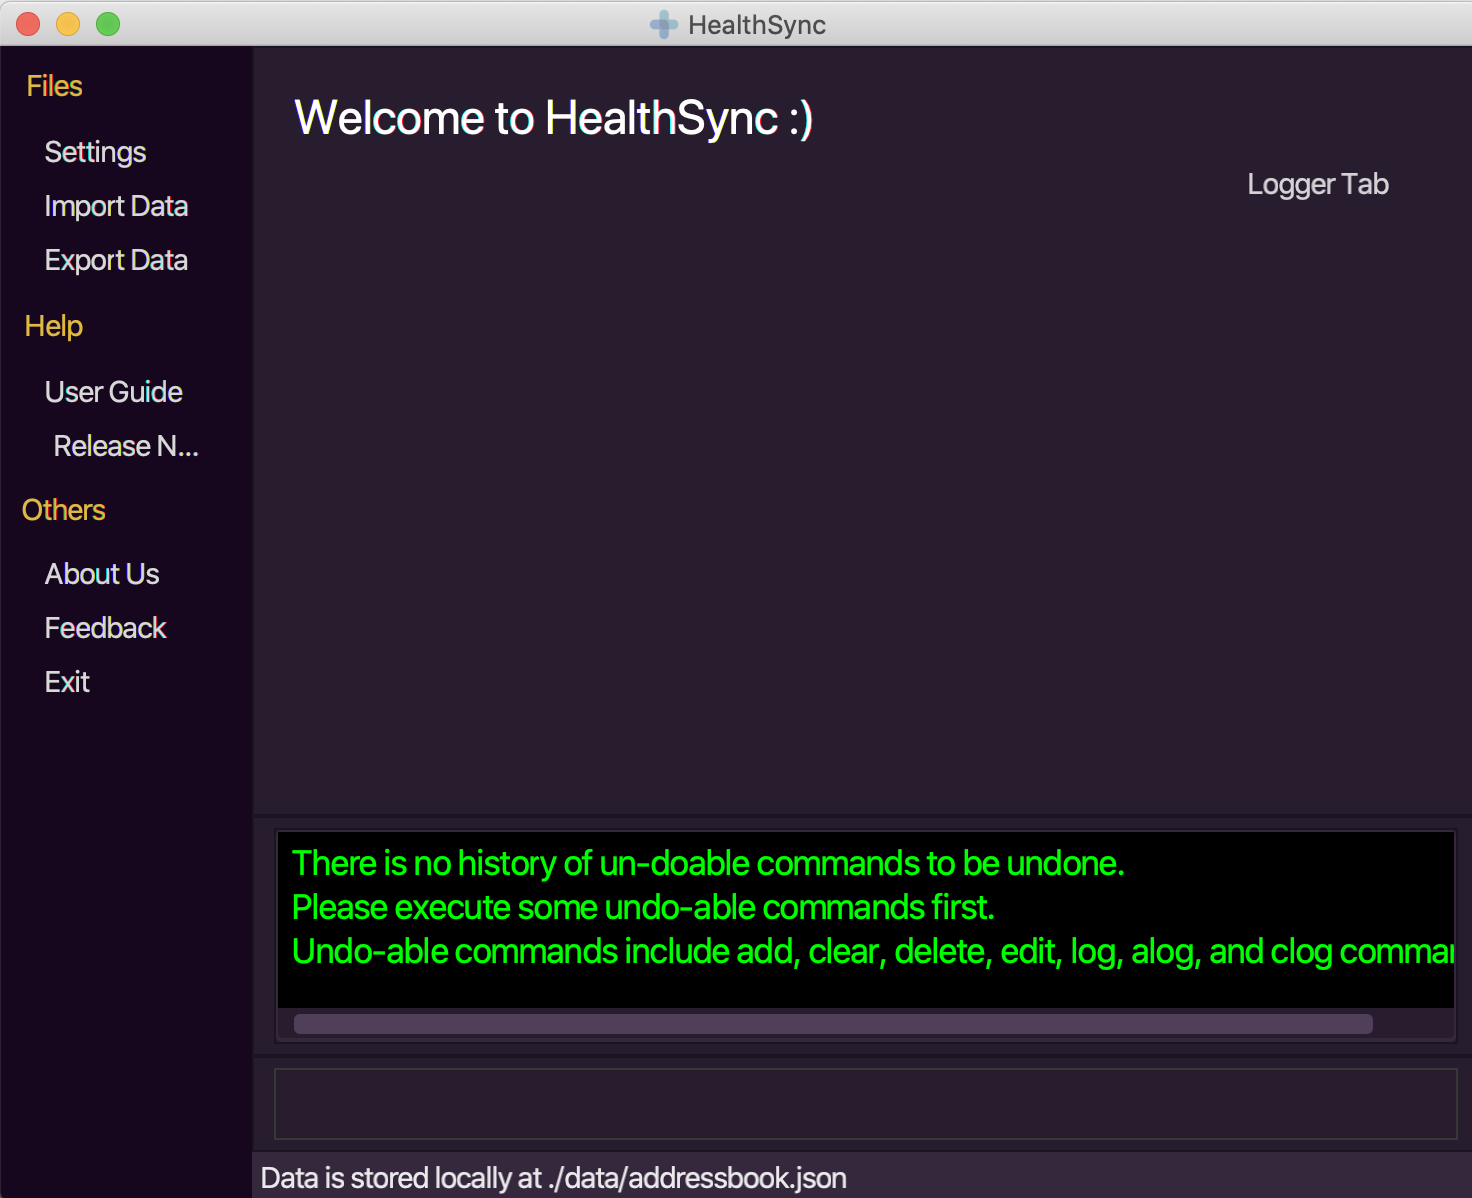 HealthSync
Files
Settings
Import Data
Export Data
Help
User Guide
Release N...
Others
About Us
Feedback
Exit
Welcome to HealthSync :)
Logger Tab
There is no history of un-doable commands to be undone.
Please execute some undo-able commands first.
Undo-able commands include add, clear, delete, edit, log, alog, and clog comma
Data is stored locally at ./data/addressbook.json